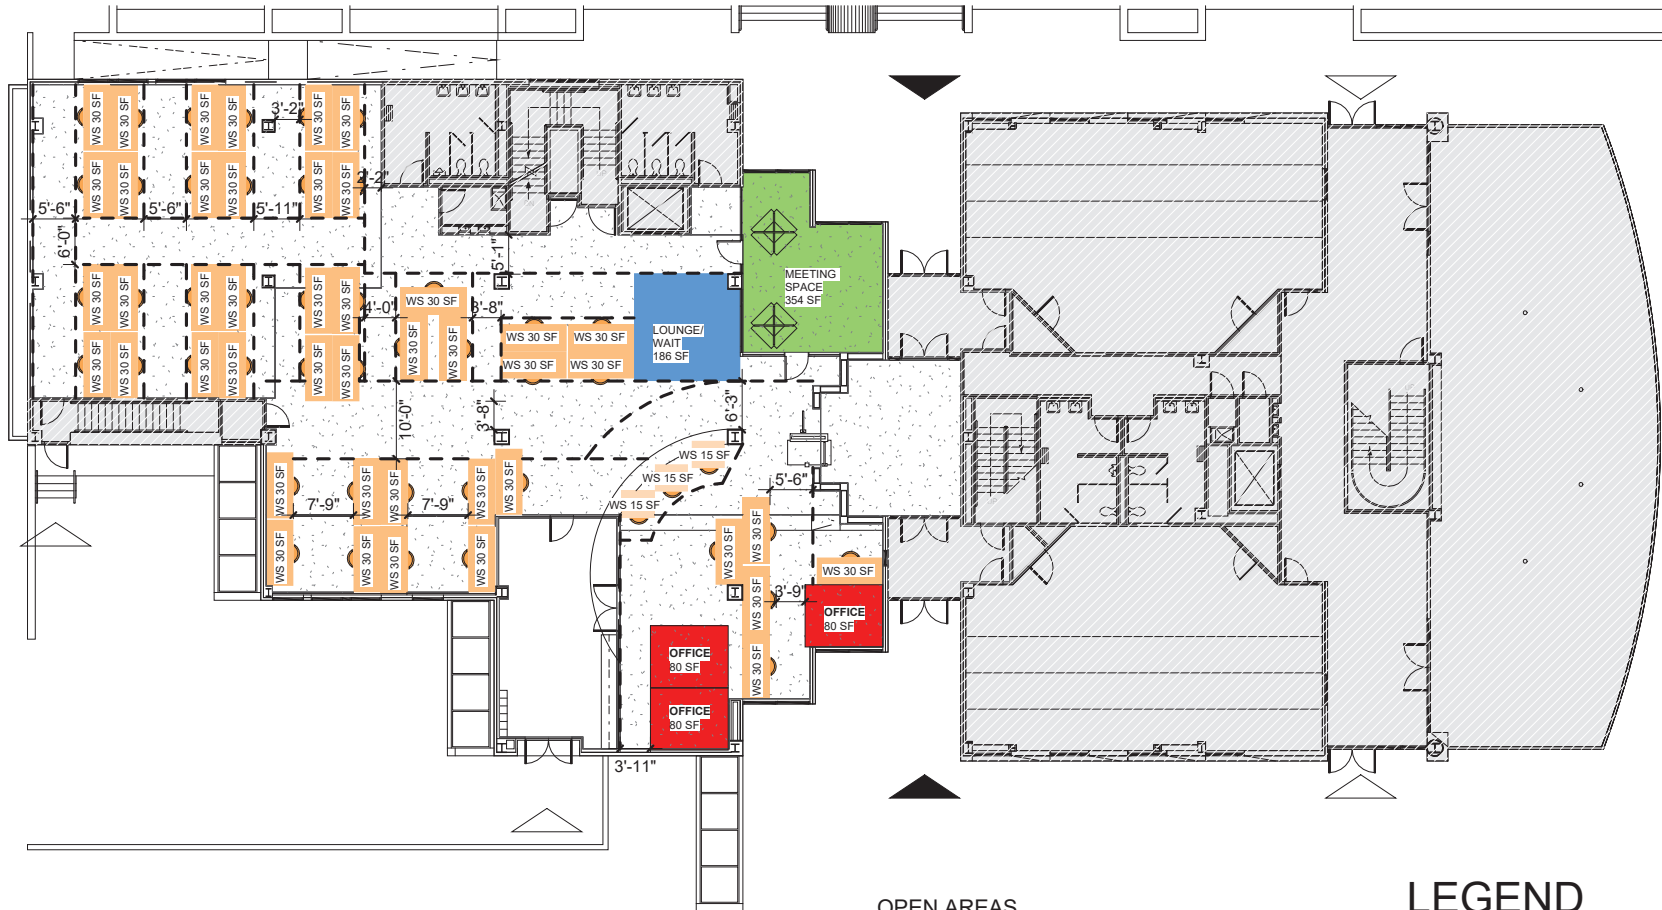 WS 30 SF
WS 30 SF
WS 30 SF
WS 30 SF
3'-2"
WS 30 SF
WS 30 SF
WS 30 SF
WS 30 SF
WS 30 SF
WS 30 SF
WS 30 SF
WS 30 SF
2'-2"
5'-6"
5'-6"
5'-11"
6'-0"
5'-1"
MEETING
SPACE
354 SF
WS 30 SF
WS 30 SF
WS 30 SF
WS 30 SF
WS 30 SF
WS 30 SF
4'-0"
WS 30 SF
3'-8"
WS 30 SF
WS 30 SF
WS 30 SF
WS 30 SF
WS 30 SF
WS 30 SF
LOUNGE/
WAIT
186 SF
WS 30 SF
WS 30 SF
WS 30 SF
WS 30 SF
WS 30 SF
WS 30 SF
10'-0"
3'-8"
6'-3"
WS 15 SF
WS 15 SF
WS 15 SF
5'-6"
WS 30 SF
7'-9"
WS 30 SF
WS 30 SF
7'-9"
WS 30 SF
WS 30 SF
WS 30 SF
WS 30 SF
WS 30 SF
WS 30 SF
WS 30 SF
WS 30 SF
WS 30 SF
WS 30 SF
3'-9"
OFFICE
80 SF
OFFICE
80 SF
WS 30 SF
OFFICE
80 SF
3'-11"
OPEN AREAS
LEGEND